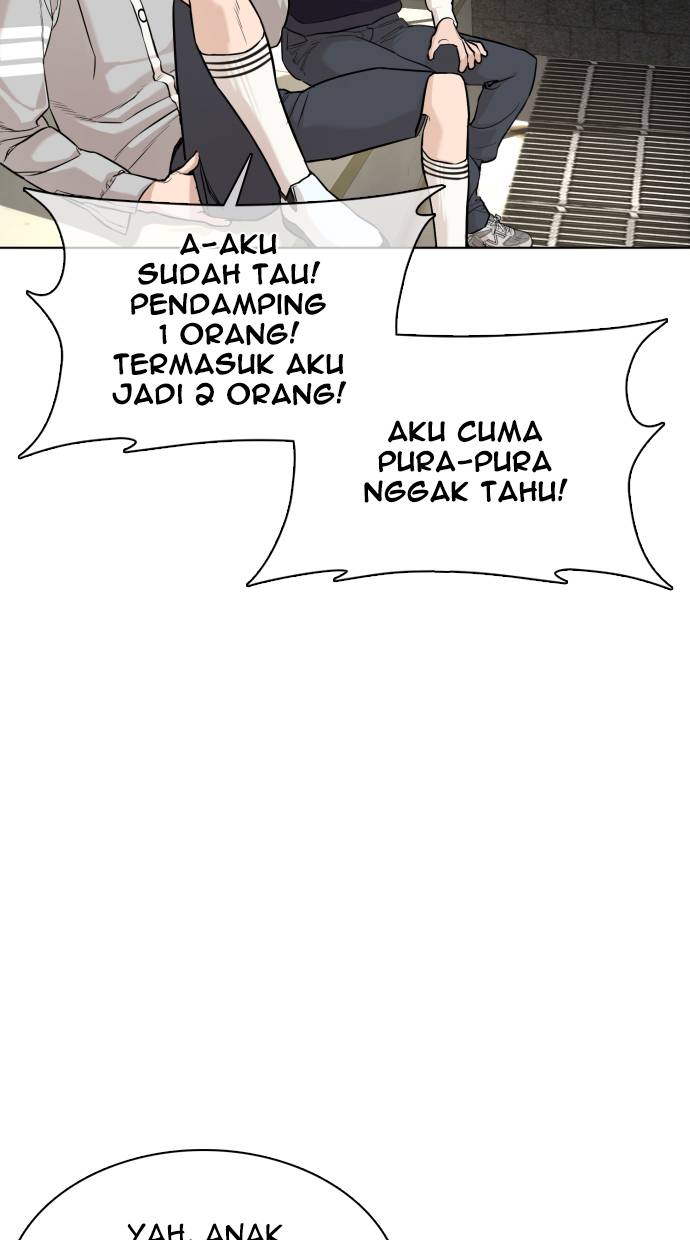 A-AKU
SUDAH TAU!
PENDAMPING
1 ORANG!
TERMASUK AKU
JADI 2 ORANG!
AKU CUMA
PURA-PURA
NGGAK TAHU!
YAH, ANAK